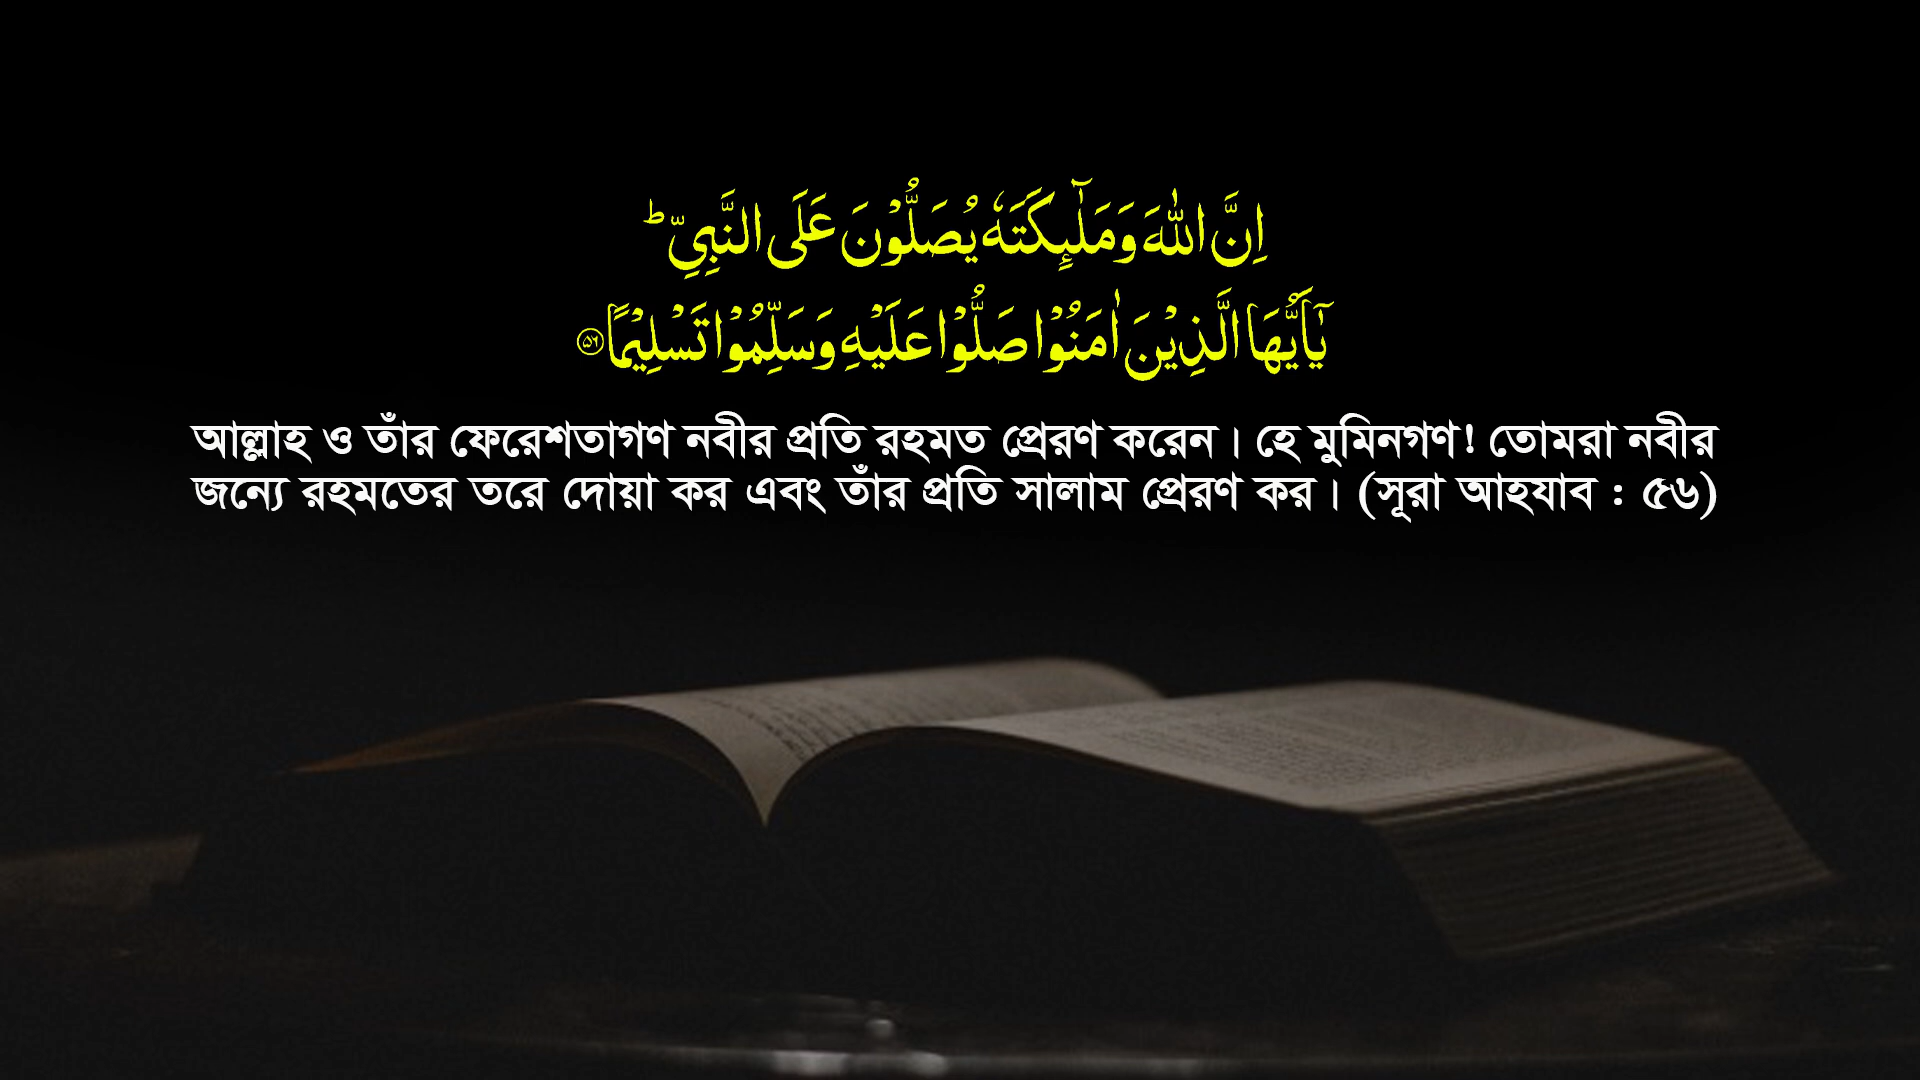 اِنَّ اللّٰهَ وَمَلٰٓئِكَتَهٗ يُصَلُّوْنَ عَلَى النَّبِيِّ ؕ
يٰٓاَيُّهَا الَّذِيْنَ اٰمَنُوْا صَلُّوْا عَلَيْهِ وَسَلِّمُوْا تَسْلِيْمًا ۝۵۶
আল্লাহ ও তাঁর ফেরেশতাগণ নবীর প্রতি রহমত প্রেরণ করেন। হে মুমিনগণ! তোমরা নবীর
জন্যে রহমতের তরে দোয়া কর এবং তাঁর প্রতি সালাম প্রেরণ কর। (সূরা আহযাব : ৫৬)